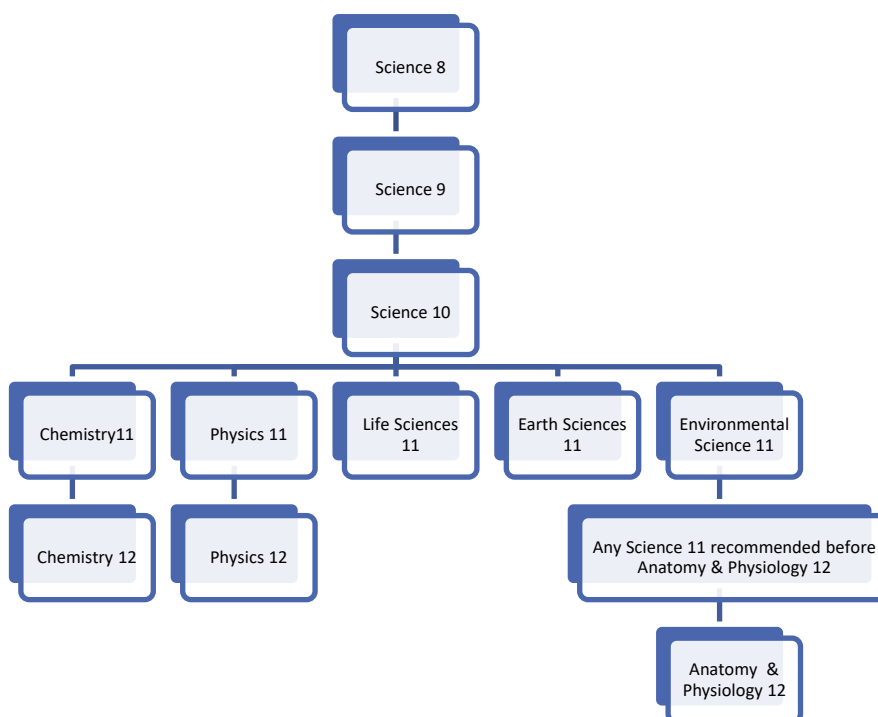 Science 8
Science 9
Science 10
Chemistry11
Physics 11
Life Sciences
11
Earth Sciences
11
Environmental
Science 11
Chemistry 12
Physics 12
Any Science 11 recommended before
Anatomy & Physiology 12
Anatomy  &
Physiology 12